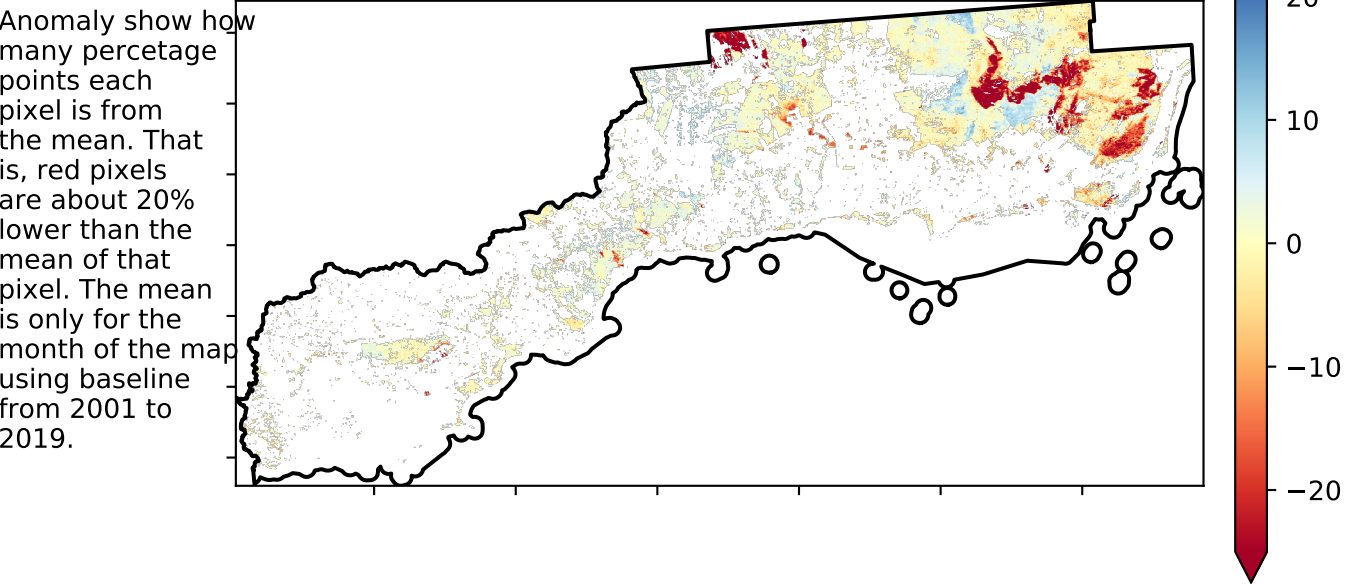 Anomaly show how
many percetage
points each
pixel is from
the mean. That
is, red pixels
are about 20%
lower than the
mean of that
pixel. The mean
is only for the
month of the map
using baseline
from 2001 to
2019.
20
10
0
−10
−20